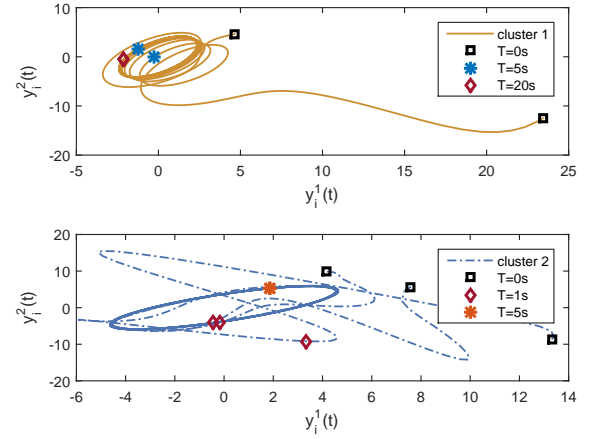 10
0
-10
-20
y_i^2(t)
-5 0 5 10 15 20 25
y_i^1(t)
cluster 1
T=0s
T=5s
T=20s
20
10
0
-10
-20
y_i^2(t)
-6 -4 -2 0 2 4 6 8 10 12 14
y_i^1(t)
cluster 2
T=0s
T=1s
T=5s